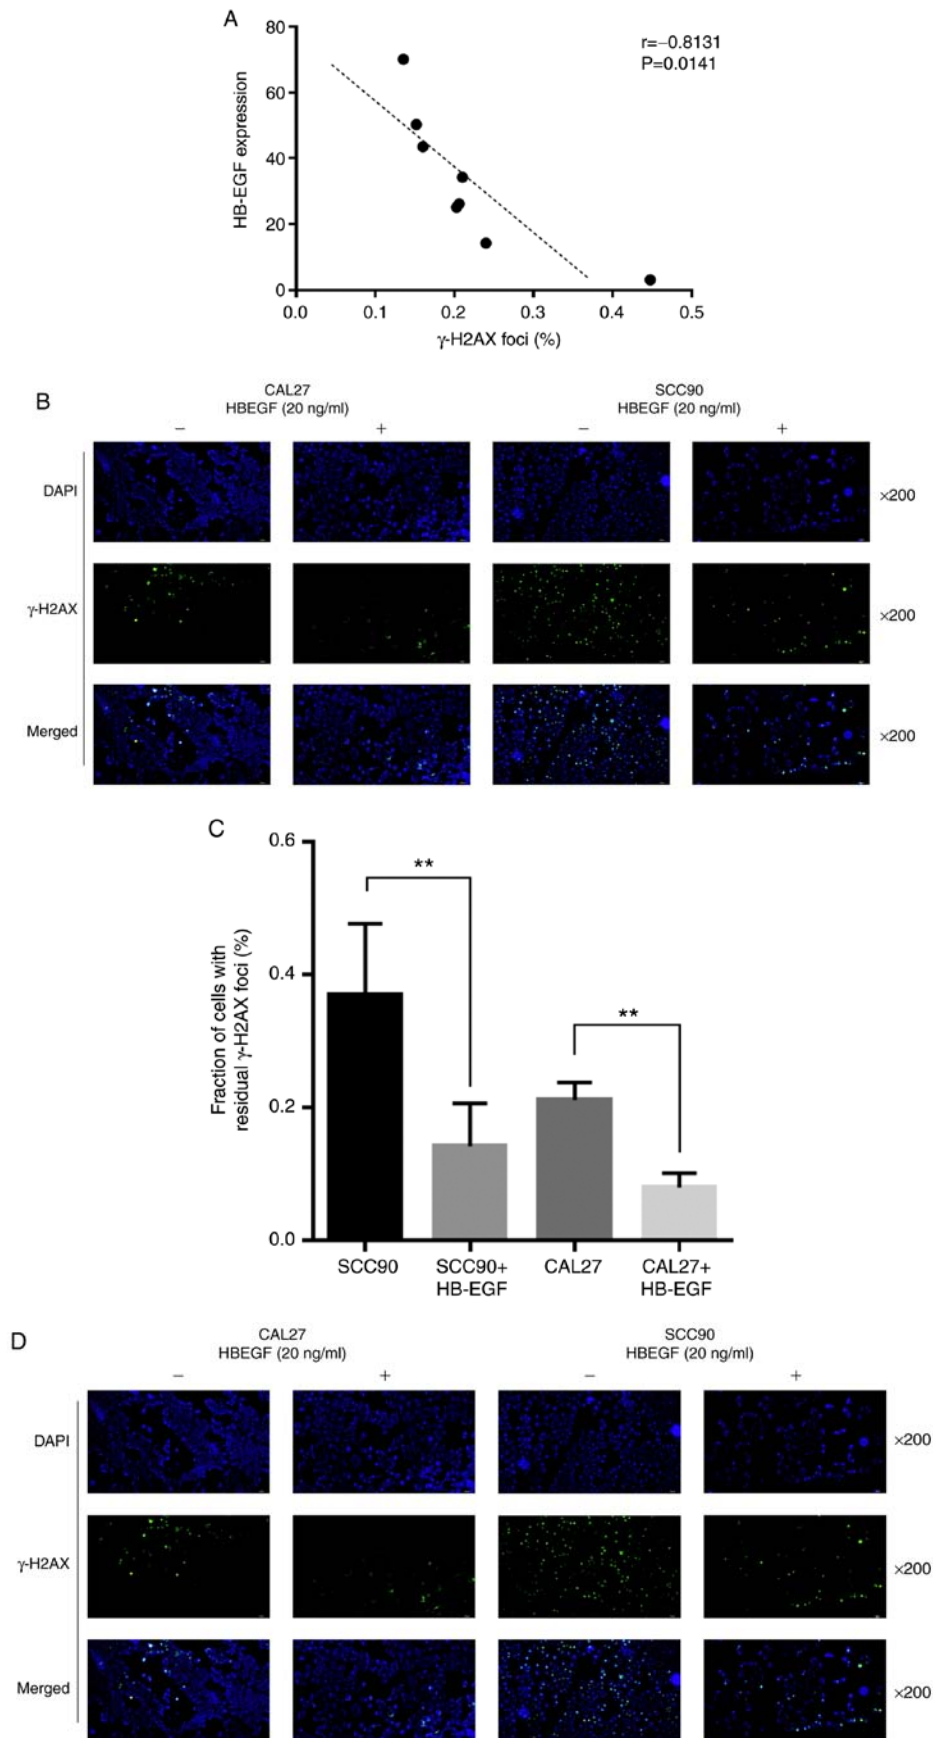 A
80
60
40
20
0
HB-EGF expression
r=−0.8131
P=0.0141
0.0 0.1 0.2 0.3 0.4 0.5
γ-H2AX foci (%)
B
CAL27
HBEGF (20 ng/ml)
SCC90
HBEGF (20 ng/ml)
− + − +
DAPI ×200
γ-H2AX ×200
Merged ×200
C
0.6
0.4
0.2
0.0
Fraction of cells with
residual γ-H2AX foci (%)
**
**
SCC90 SCC90+ CAL27 CAL27+
HB-EGF HB-EGF
D
CAL27
HBEGF (20 ng/ml)
SCC90
HBEGF (20 ng/ml)
− + − +
DAPI ×200
γ-H2AX ×200
Merged ×200